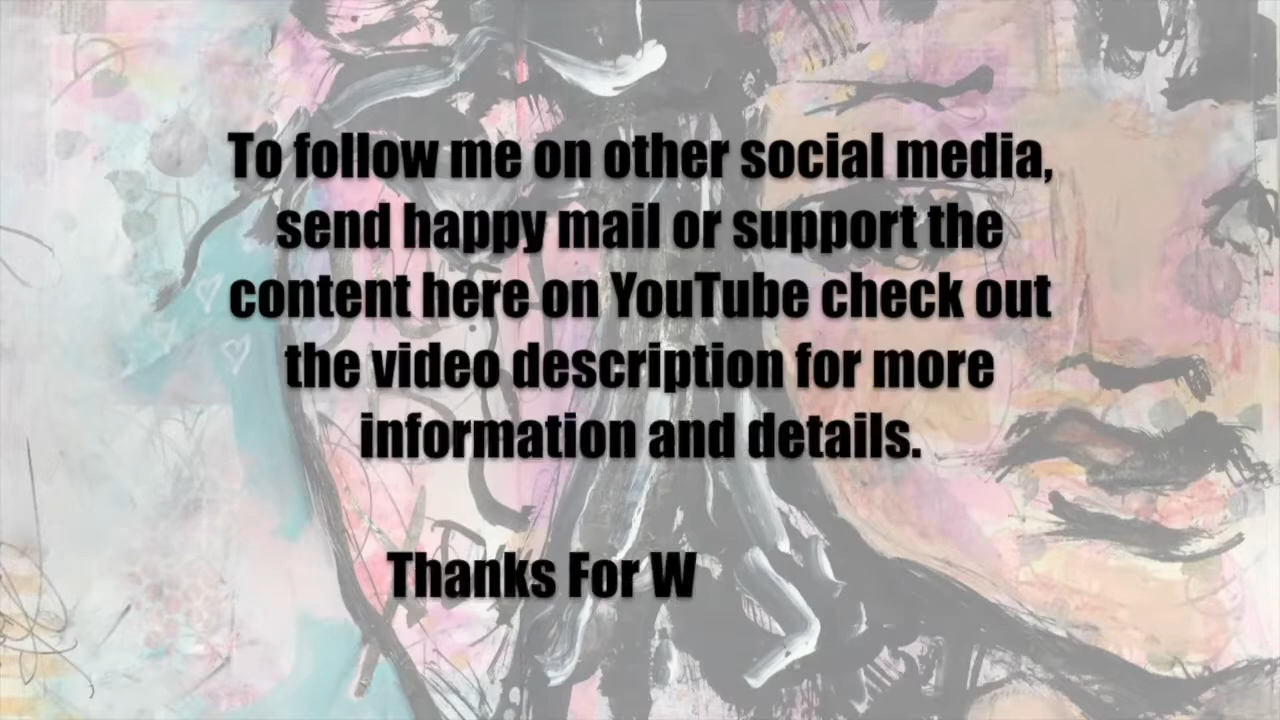 To follow me on other social media,
send happy mail or support the
content here on YouTube check out
the video description for more
information and details.
Thanks For W